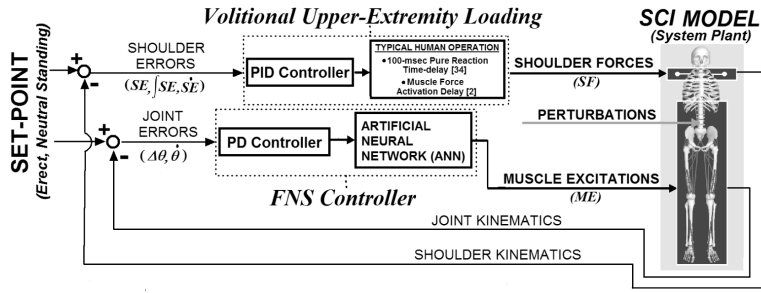 Volitional Upper-Extremity Loading
SCI MODEL
(System Plant)
SET-POINT
(Erect, Neutral Standing)
+
-
SHOULDER
ERRORS
(SE, ∫SE, SĖ)
PID Controller
TYPICAL HUMAN OPERATION
• 100-msec Pure Reaction
Time-delay [34]
• Muscle Force
Activation Delay [2]
SHOULDER FORCES
(SF)
PERTURBATIONS
+
-
JOINT
ERRORS
(Δθ, θ̇)
PD Controller
ARTIFICIAL
NEURAL
NETWORK (ANN)
MUSCLE EXCITATIONS
(ME)
FNS Controller
JOINT KINEMATICS
SHOULDER KINEMATICS